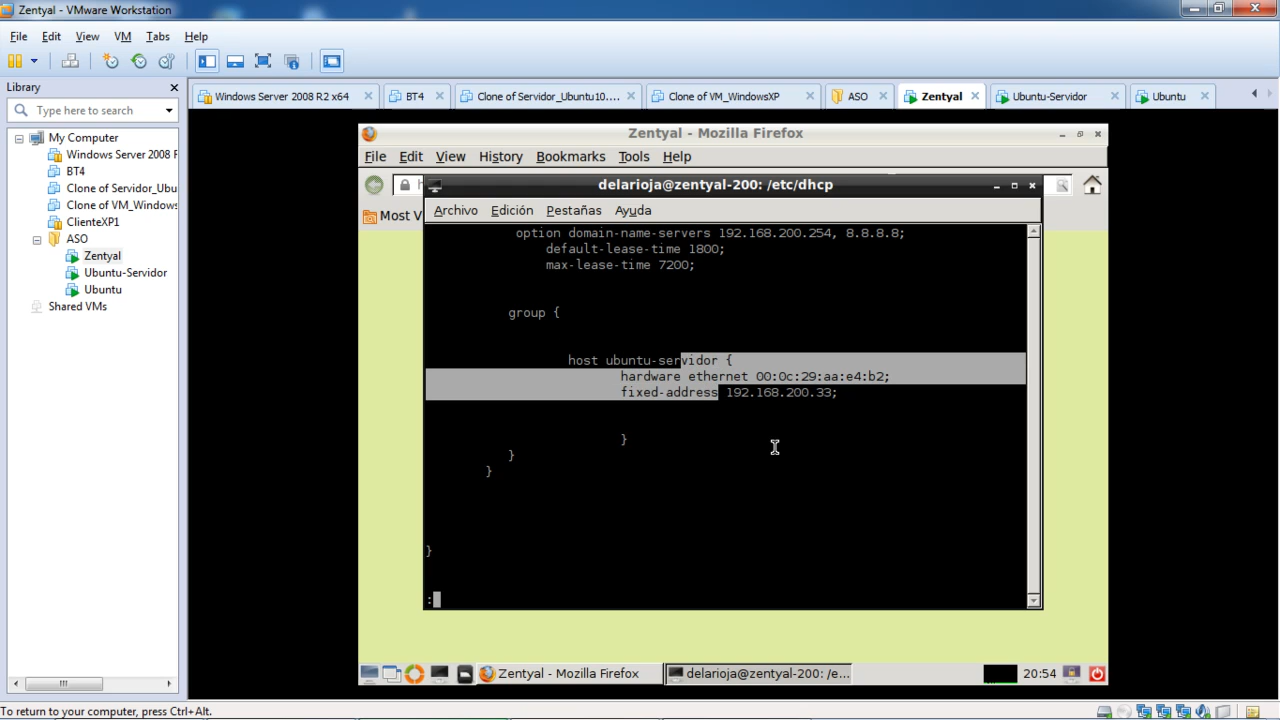 Zentyal - VMware Workstation
File Edit View VM Tabs Help
Library
Type here to search
My Computer
Windows Server 2008 F
BT4
Clone of Servidor_Ubu
Clone of VM_Windows
ClienteXP1
ASO
Zentyal
Ubuntu-Servidor
Ubuntu
Shared VMs
Windows Server 2008 R2 x64 BT4 Clone of Servidor_Ubuntu10.... Clone of VM_WindowsXP ASO Zentyal Ubuntu-Servidor Ubuntu
Zentyal - Mozilla Firefox
File Edit View History Bookmarks Tools Help
Most V
delarioja@zentyal-200: /etc/dhcp
Archivo Edición Pestañas Ayuda
option domain-name-servers 192.168.200.254, 8.8.8.8;
default-lease-time 1800;
max-lease-time 7200;
group {
host ubuntu-servidor {
hardware ethernet 00:0c:29:aa:e4:b2;
fixed-address 192.168.200.33;
}
}
}
}
:
Zentyal - Mozilla Firefox delarioja@zentyal-200: /e... 20:54
To return to your computer, press Ctrl+Alt.